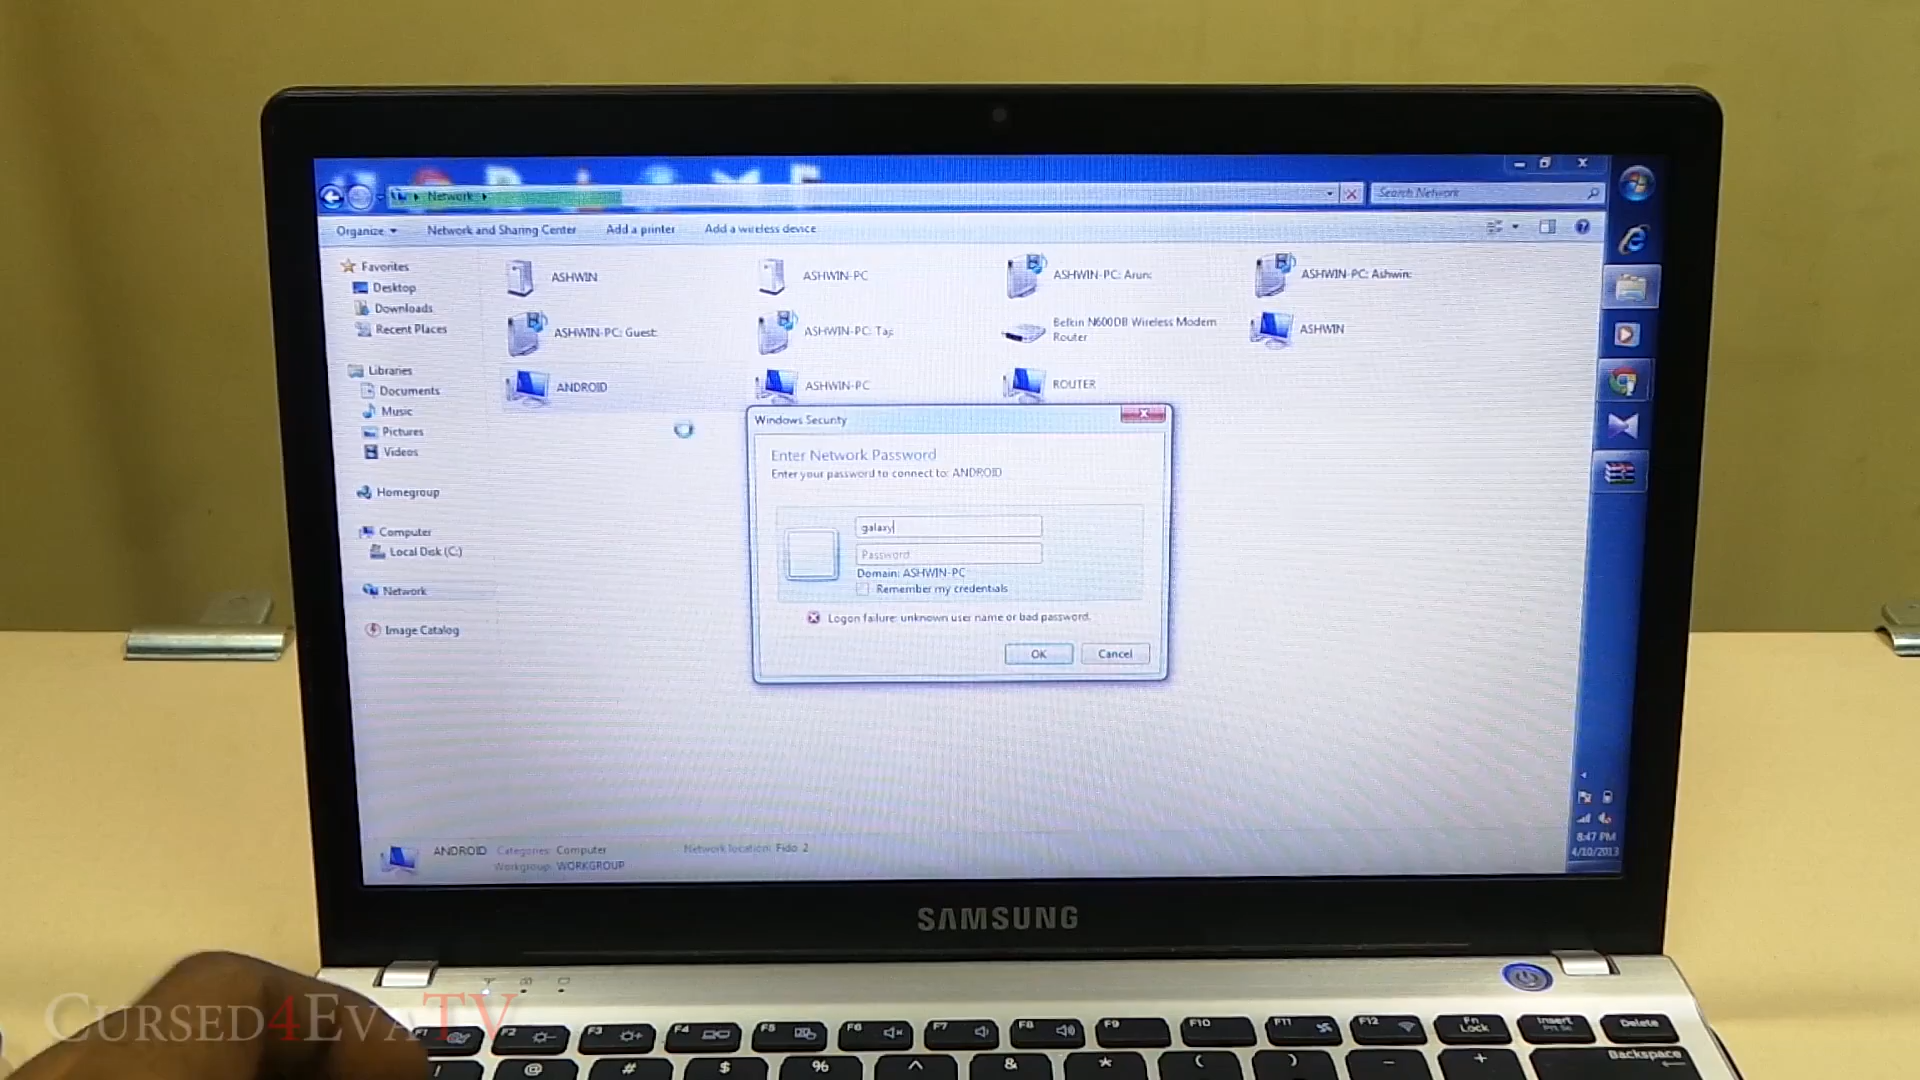 Network
Search Network
Organize
Network and Sharing Center
Add a printer
Add a wireless device
Favorites
Desktop
Downloads
Recent Places
Libraries
Documents
Music
Pictures
Videos
Homegroup
Computer
Local Disk (C:)
Network
Image Catalog
ASHWIN
ASHWIN-PC
ASHWIN-PC: Arun:
ASHWIN-PC: Ashwin:
ASHWIN-PC: Guest:
ASHWIN-PC: Taj:
Belkin N600DB Wireless Modem
Router
ASHWIN
ANDROID
ASHWIN-PC
ROUTER
Windows Security
Enter Network Password
Enter your password to connect to: ANDROID
galaxy
Password
Domain: ASHWIN-PC
Remember my credentials
Logon failure: unknown user name or bad password.
OK
Cancel
ANDROID Categories: Computer Network location: Fido 2
Workgroup: WORKGROUP
8:47 PM
4/10/2013
SAMSUNG
CURSED4EVATV
F1 F2 F3 F4 F5 F6 F7 F8 F9 F10 F11 F12 Fn Lock Insert Prt Sc Delete
! @ # $ % ^ & * ( ) - + Backspace